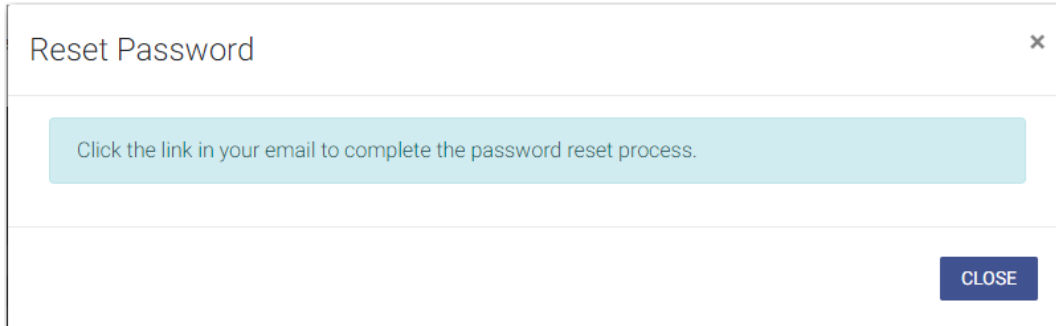 Reset Password
×
Click the link in your email to complete the password reset process.
CLOSE